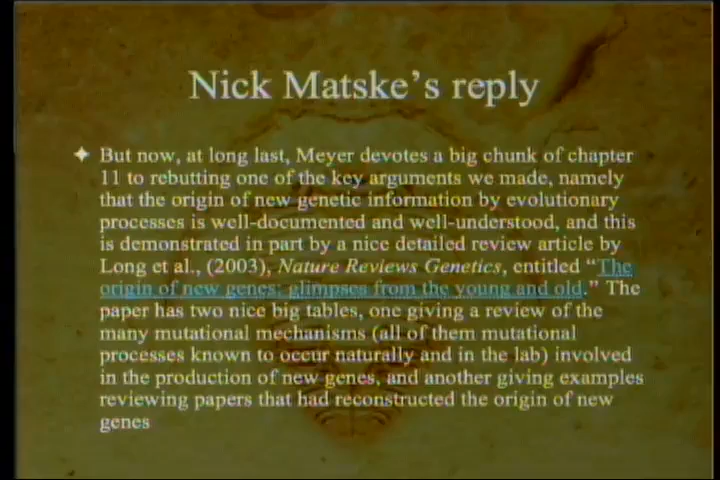 Nick Matske's reply
✦ But now, at long last, Meyer devotes a big chunk of chapter
11 to rebutting one of the key arguments we made, namely
that the origin of new genetic information by evolutionary
processes is well-documented and well-understood, and this
is demonstrated in part by a nice detailed review article by
Long et al., (2003), Nature Reviews Genetics, entitled “The
origin of new genes: glimpses from the young and old.” The
paper has two nice big tables, one giving a review of the
many mutational mechanisms (all of them mutational
processes known to occur naturally and in the lab) involved
in the production of new genes, and another giving examples
reviewing papers that had reconstructed the origin of new
genes